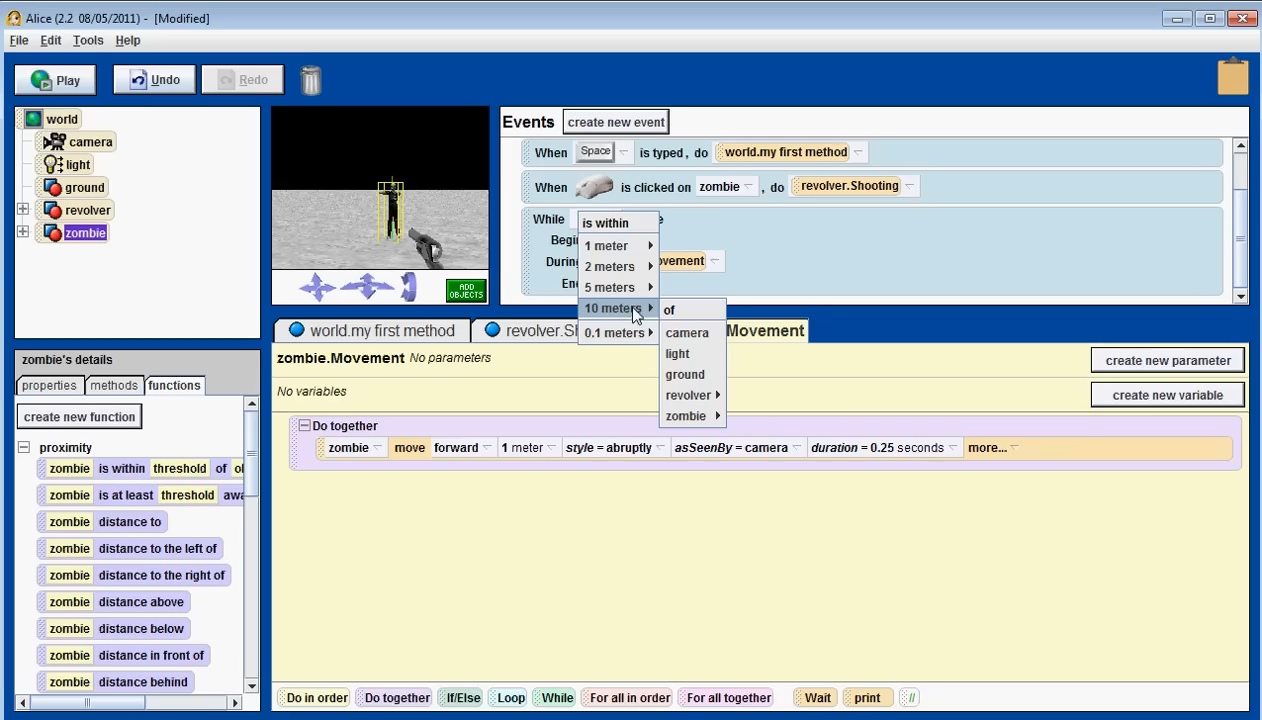 Alice (2.2 08/05/2011) - [Modified]
File Edit Tools Help
Play Undo Redo
world
camera
light
ground
revolver
zombie
ADD OBJECTS
Events create new event
When Space is typed, do world.my first method
When is clicked on zombie, do revolver.Shooting
While
During
is within
1 meter
2 meters
5 meters
10 meters
0.1 meters
of
camera
light
ground
revolver
zombie
world.my first method revolver.Sh Movement
zombie.Movement No parameters create new parameter
No variables create new variable
Do together
zombie move forward 1 meter style = abruptly asSeenBy = camera duration = 0.25 seconds more...
zombie's details
properties methods functions
create new function
proximity
zombie is within threshold of
zombie is at least threshold
zombie distance to
zombie distance to the left of
zombie distance to the right of
zombie distance above
zombie distance below
zombie distance in front of
zombie distance behind
Do in order Do together If/Else Loop While For all in order For all together Wait print //